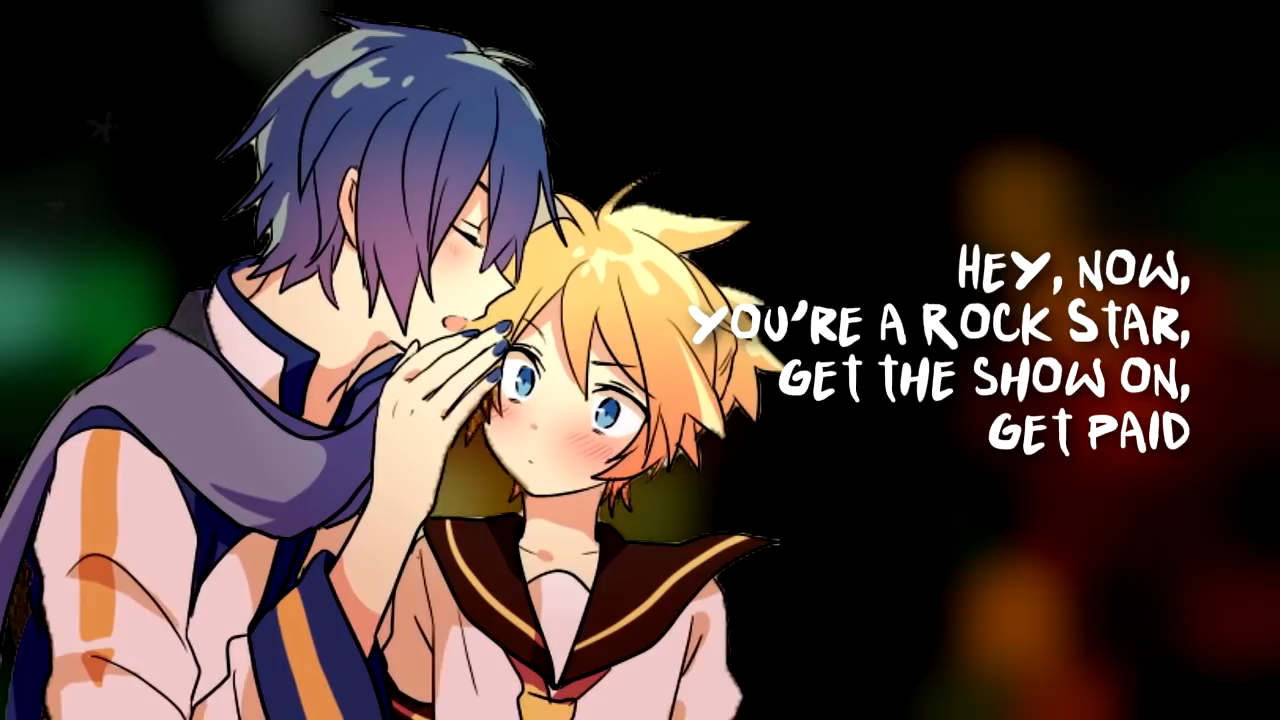 HEY, NOW,
YOU'RE A ROCK STAR,
GET THE SHOW ON,
GET PAID